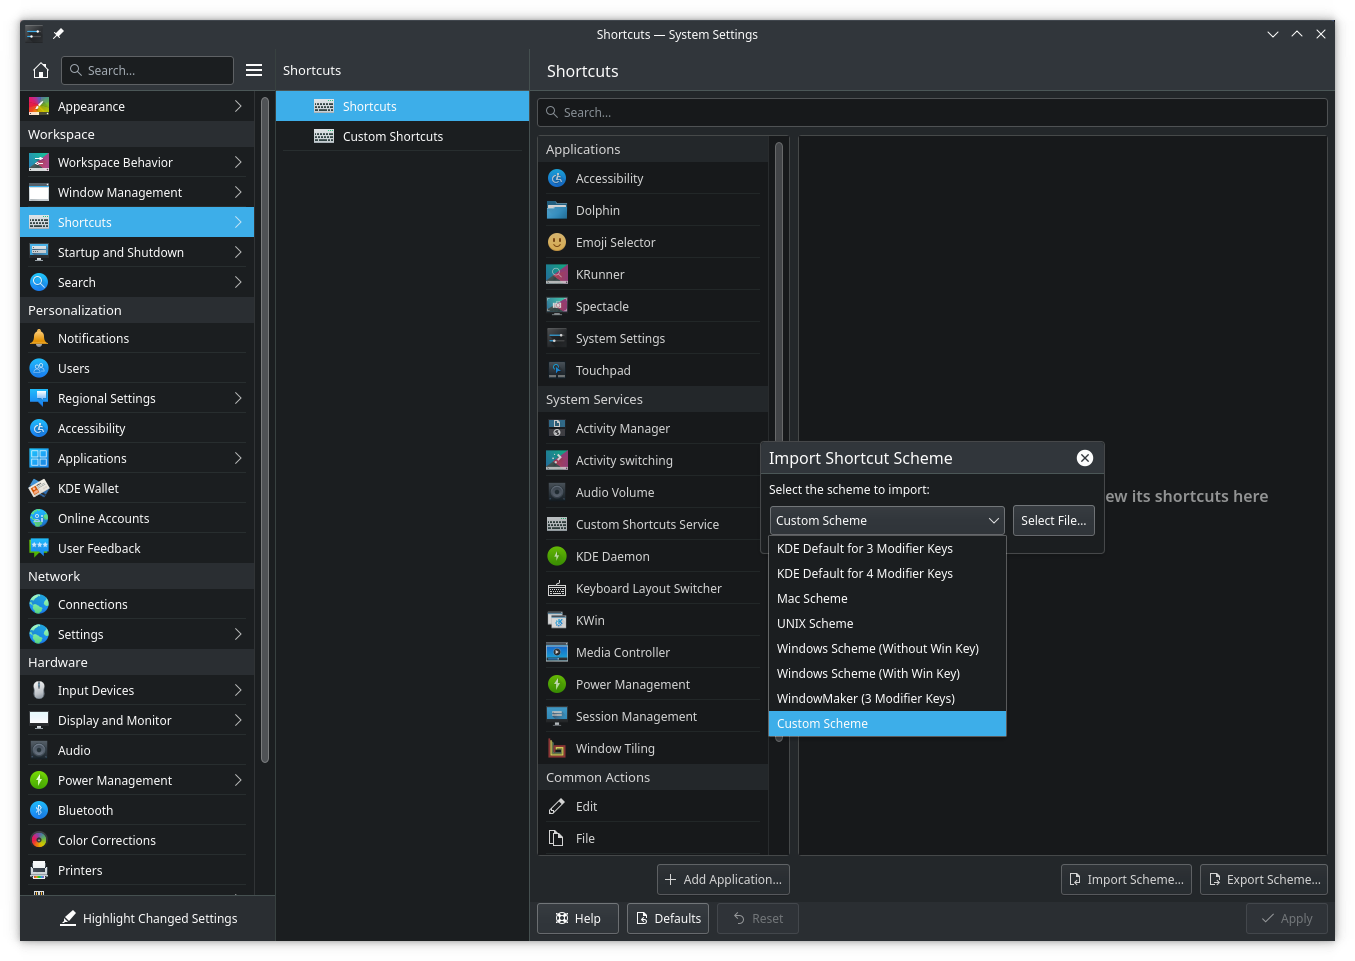 Shortcuts — System Settings
Search...
Appearance
Workspace
Workspace Behavior
Window Management
Shortcuts
Startup and Shutdown
Search
Personalization
Notifications
Users
Regional Settings
Accessibility
Applications
KDE Wallet
Online Accounts
User Feedback
Network
Connections
Settings
Hardware
Input Devices
Display and Monitor
Audio
Power Management
Bluetooth
Color Corrections
Printers
Highlight Changed Settings
Shortcuts
Shortcuts
Custom Shortcuts
Shortcuts
Search...
Applications
Accessibility
Dolphin
Emoji Selector
KRunner
Spectacle
System Settings
Touchpad
System Services
Activity Manager
Activity switching
Audio Volume
Custom Shortcuts Service
KDE Daemon
Keyboard Layout Switcher
KWin
Media Controller
Power Management
Session Management
Window Tiling
Common Actions
Edit
File
Add Application...
ew its shortcuts here
Import Shortcut Scheme
Select the scheme to import:
Custom Scheme
Select File...
KDE Default for 3 Modifier Keys
KDE Default for 4 Modifier Keys
Mac Scheme
UNIX Scheme
Windows Scheme (Without Win Key)
Windows Scheme (With Win Key)
WindowMaker (3 Modifier Keys)
Custom Scheme
Import Scheme...
Export Scheme...
Help
Defaults
Reset
Apply